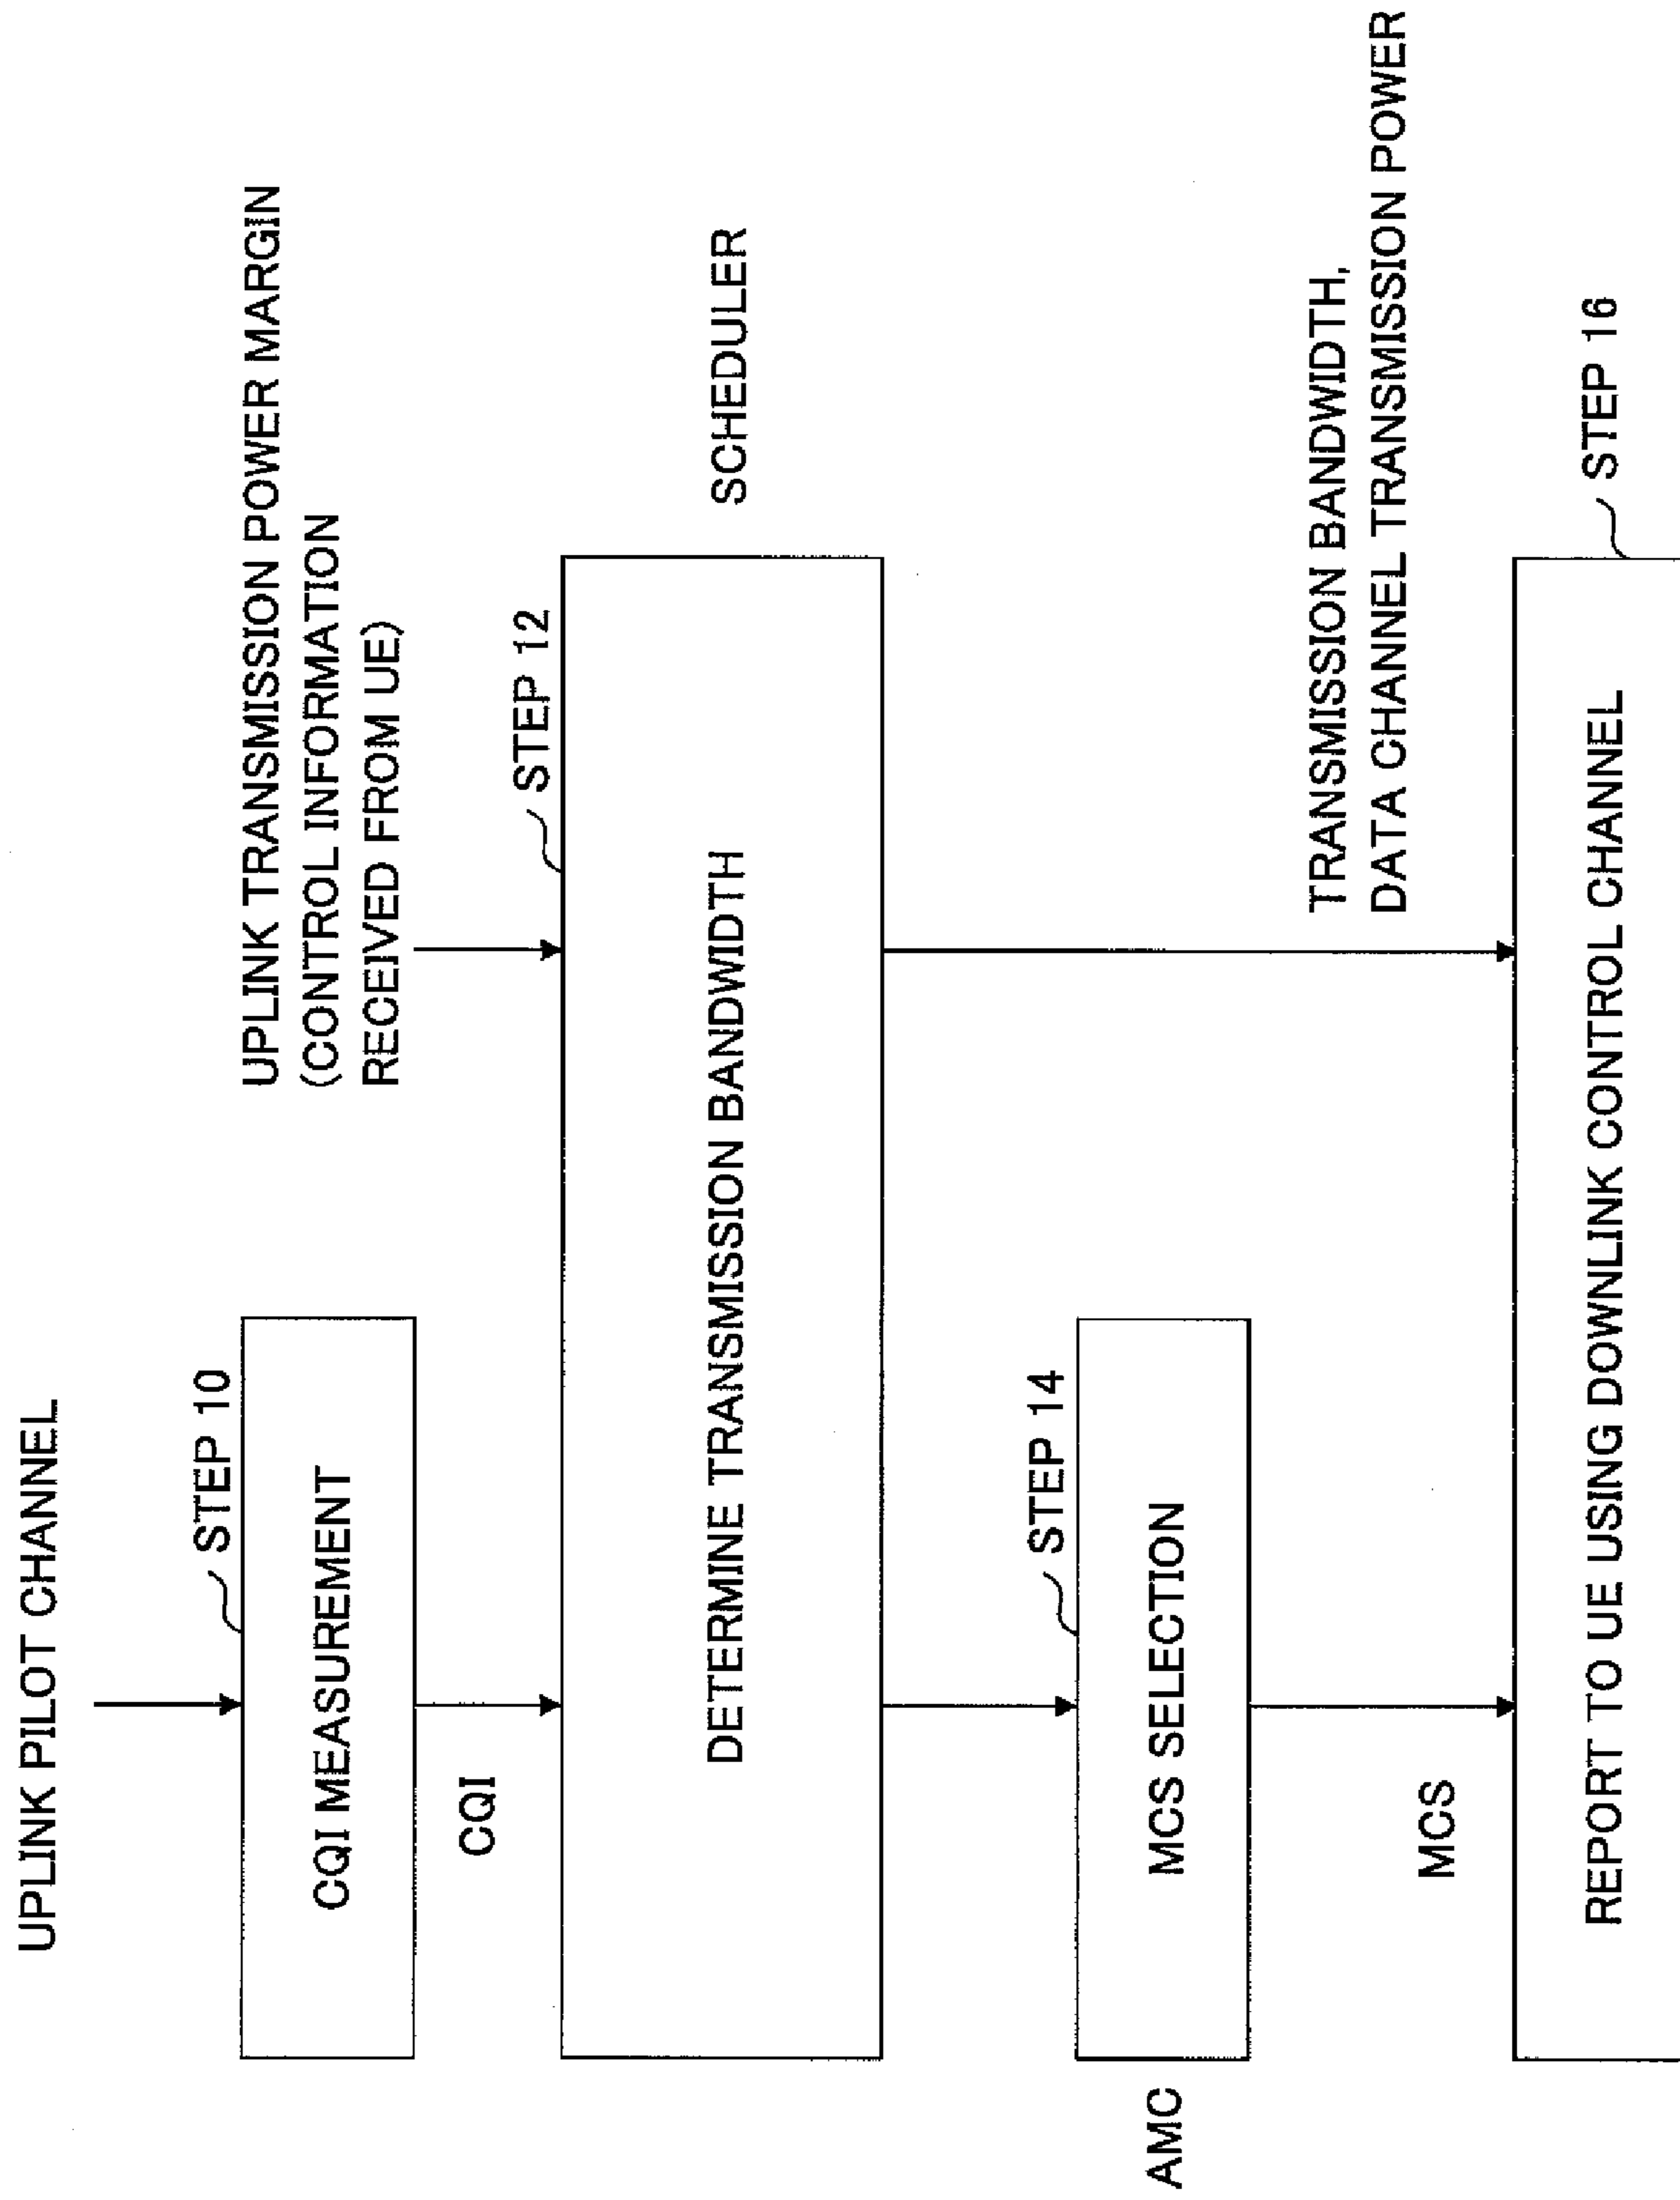 UPLINK PILOT CHANNEL
STEP 10
CQI MEASUREMENT
CQI
UPLINK TRANSMISSION POWER MARGIN
(CONTROL INFORMATION
RECEIVED FROM UE)
STEP 12
DETERMINE TRANSMISSION BANDWIDTH
SCHEDULER
STEP 14
AMC
MCS SELECTION
MCS
TRANSMISSION BANDWIDTH,
DATA CHANNEL TRANSMISSION POWER
STEP 16
REPORT TO UE USING DOWNLINK CONTROL CHANNEL